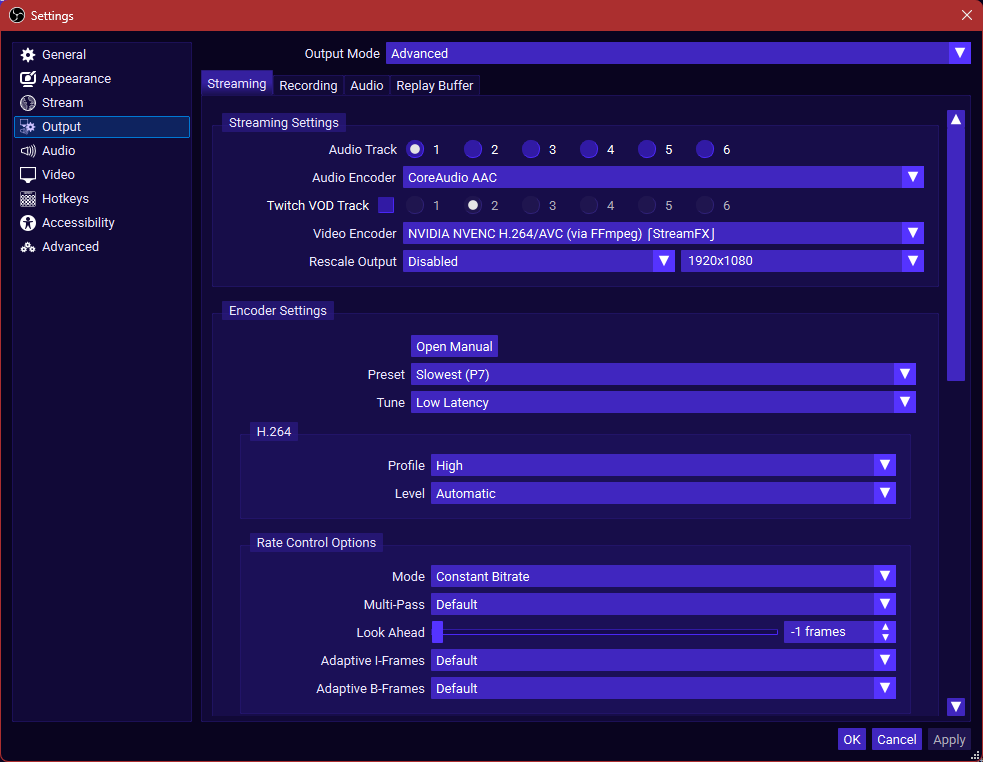 Settings
General
Appearance
Stream
Output
Audio
Video
Hotkeys
Accessibility
Advanced
Output Mode Advanced
Streaming Recording Audio Replay Buffer
Streaming Settings
Audio Track 1 2 3 4 5 6
Audio Encoder CoreAudio AAC
Twitch VOD Track 1 2 3 4 5 6
Video Encoder NVIDIA NVENC H.264/AVC (via FFmpeg) ⌈StreamFX⌋
Rescale Output Disabled 1920x1080
Encoder Settings
Open Manual
Preset Slowest (P7)
Tune Low Latency
H.264
Profile High
Level Automatic
Rate Control Options
Mode Constant Bitrate
Multi-Pass Default
Look Ahead -1 frames
Adaptive I-Frames Default
Adaptive B-Frames Default
OK Cancel Apply